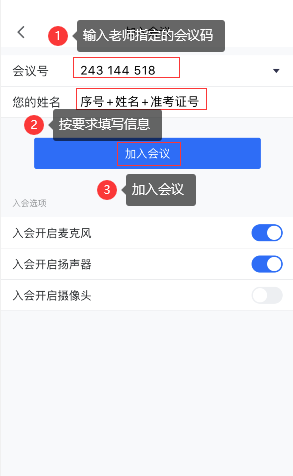 1 输入老师指定的会议码
会议号 243 144 518
您的姓名 序号+姓名+准考证号
2 按要求填写信息
加入会议
3 加入会议
入会选项
入会开启麦克风
入会开启扬声器
入会开启摄像头